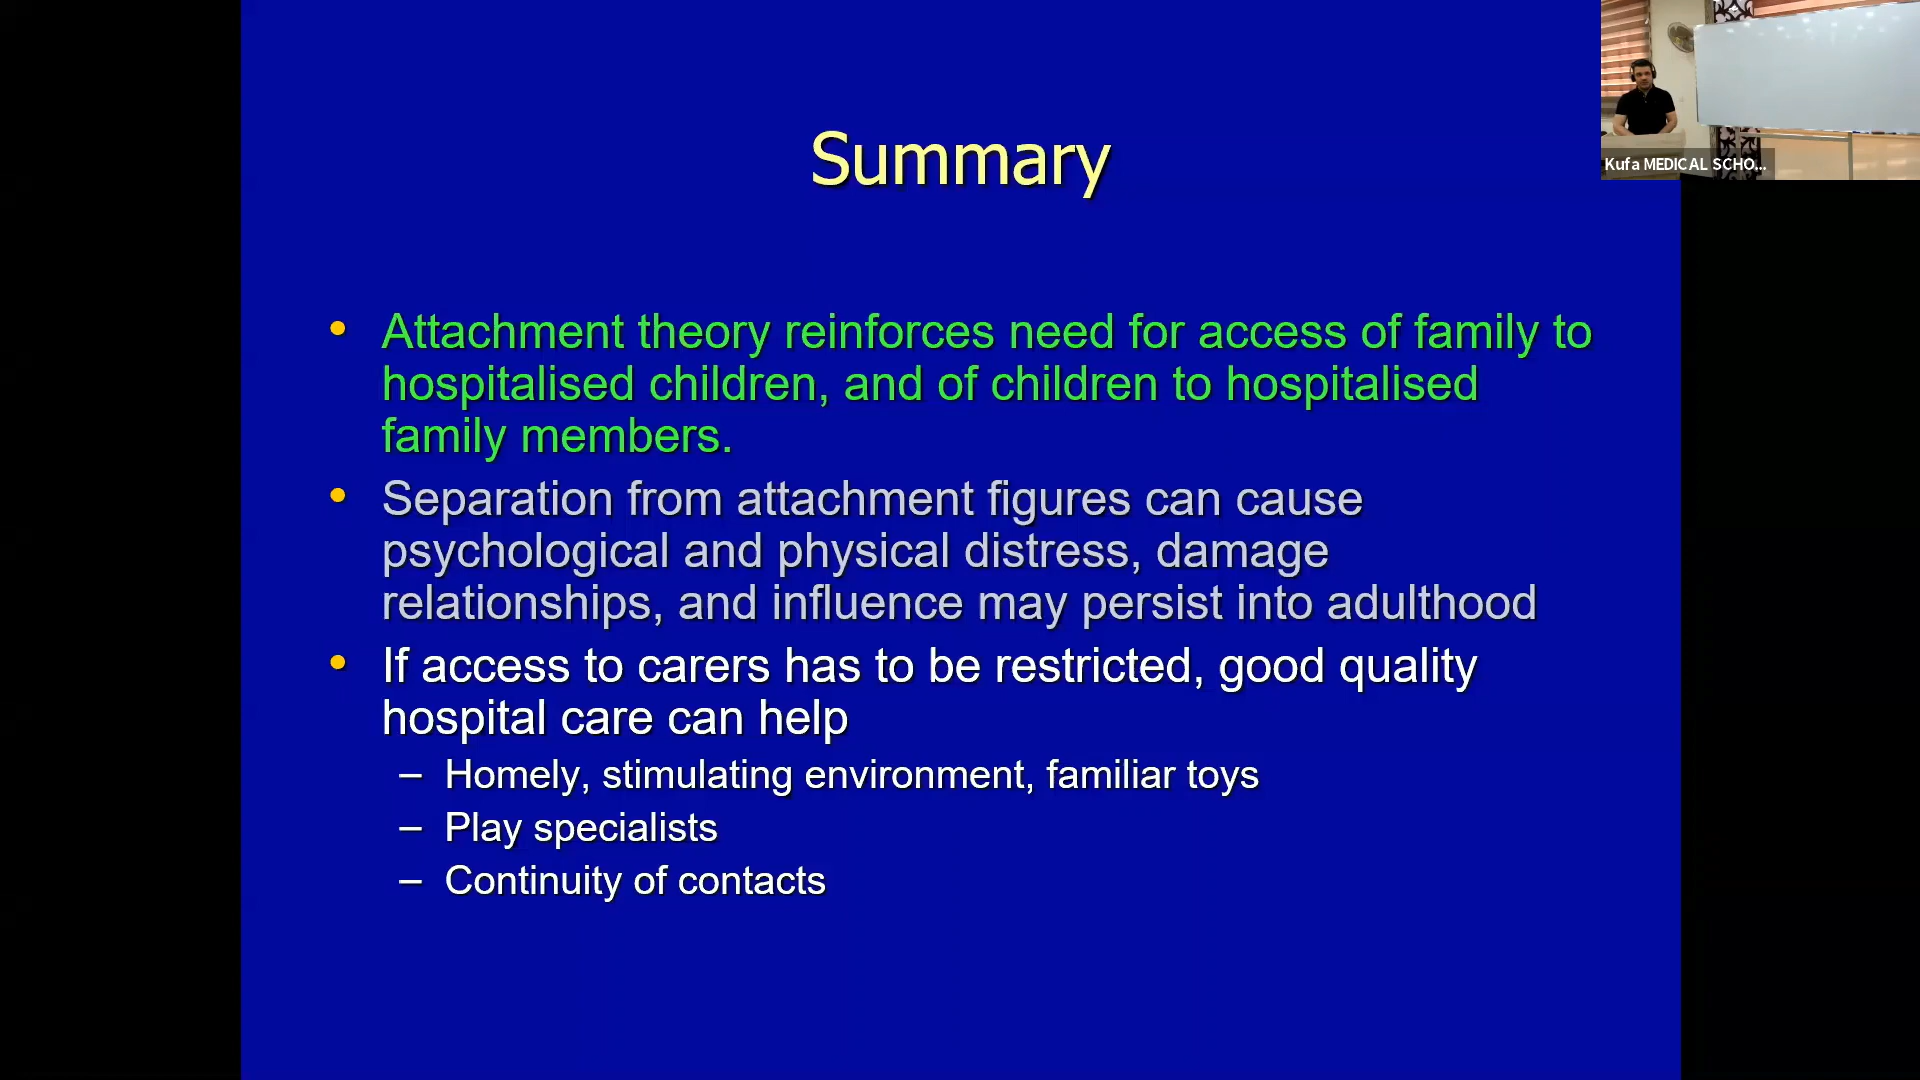 Summary
• Attachment theory reinforces need for access of family to
hospitalised children, and of children to hospitalised
family members.
• Separation from attachment figures can cause
psychological and physical distress, damage
relationships, and influence may persist into adulthood
• If access to carers has to be restricted, good quality
hospital care can help
– Homely, stimulating environment, familiar toys
– Play specialists
– Continuity of contacts
Kufa MEDICAL SCHO...